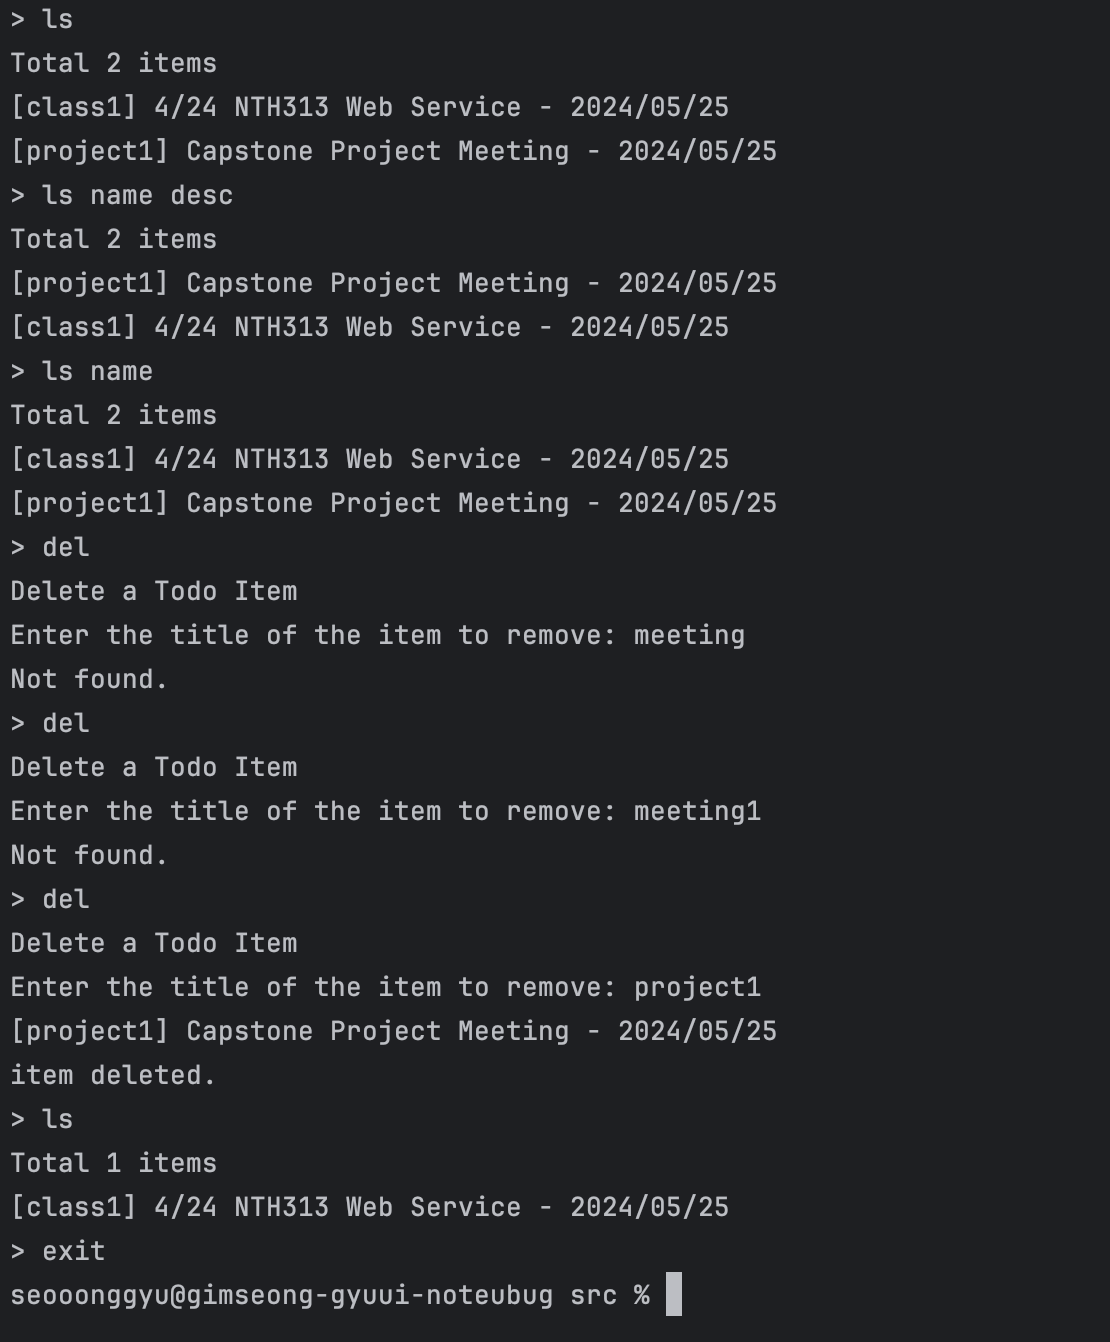 > ls
Total 2 items
[class1] 4/24 NTH313 Web Service - 2024/05/25
[project1] Capstone Project Meeting - 2024/05/25
> ls name desc
Total 2 items
[project1] Capstone Project Meeting - 2024/05/25
[class1] 4/24 NTH313 Web Service - 2024/05/25
> ls name
Total 2 items
[class1] 4/24 NTH313 Web Service - 2024/05/25
[project1] Capstone Project Meeting - 2024/05/25
> del
Delete a Todo Item
Enter the title of the item to remove: meeting
Not found.
> del
Delete a Todo Item
Enter the title of the item to remove: meeting1
Not found.
> del
Delete a Todo Item
Enter the title of the item to remove: project1
[project1] Capstone Project Meeting - 2024/05/25
item deleted.
> ls
Total 1 items
[class1] 4/24 NTH313 Web Service - 2024/05/25
> exit
seooonggyu@gimseong-gyuui-noteubug src %